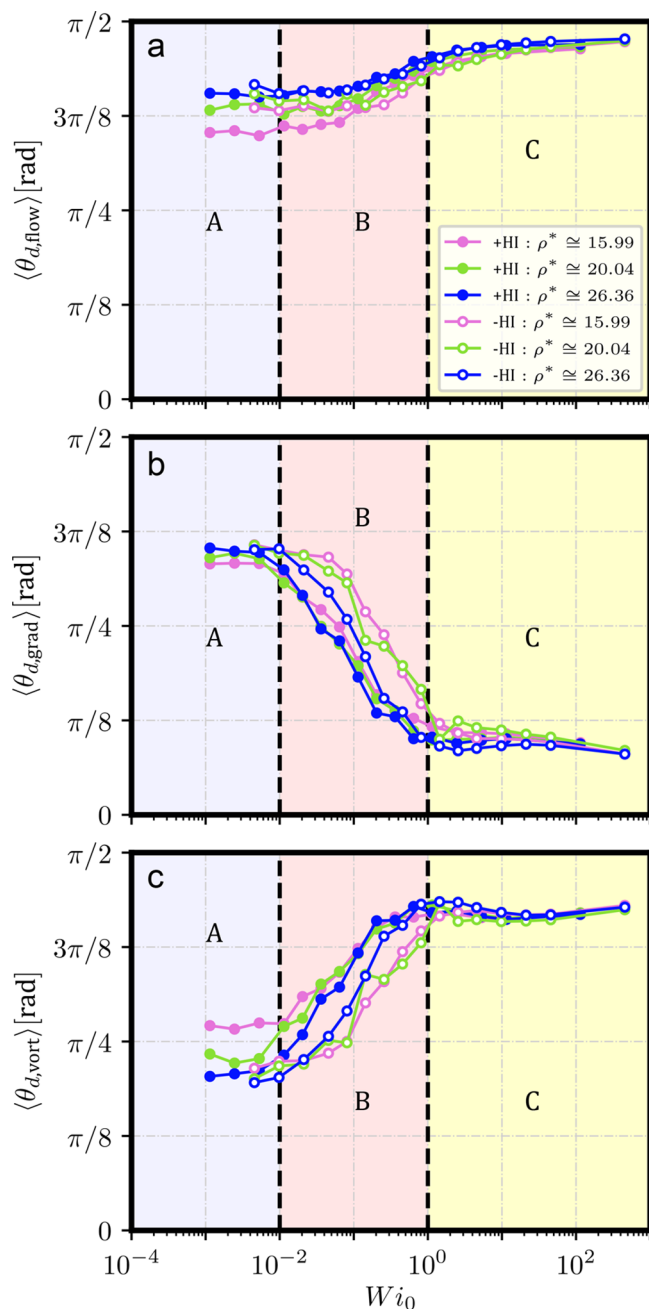 a
π/2
3π/8
π/4
π/8
0
⟨θd,flow⟩[rad]
A
B
C
+HI : ρ* ≅ 15.99
+HI : ρ* ≅ 20.04
+HI : ρ* ≅ 26.36
-HI : ρ* ≅ 15.99
-HI : ρ* ≅ 20.04
-HI : ρ* ≅ 26.36
b
π/2
3π/8
π/4
π/8
0
⟨θd,grad⟩[rad]
A
B
C
c
π/2
3π/8
π/4
π/8
0
⟨θd,vort⟩[rad]
A
B
C
10⁻⁴ 10⁻² 10⁰ 10²
Wi₀